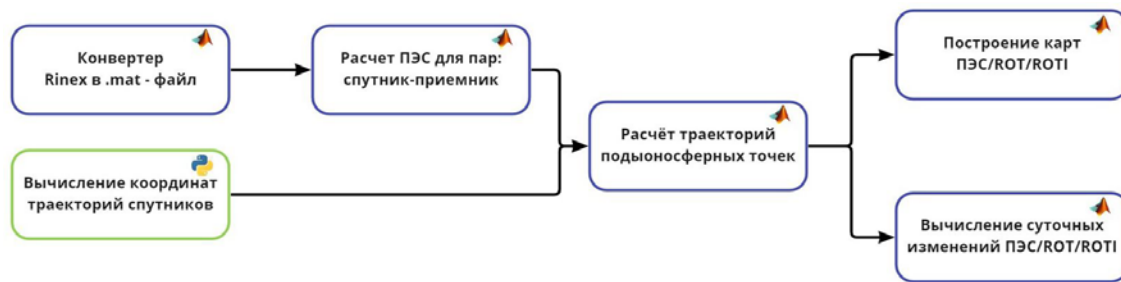 Конвертер
Rinex в .mat - файл
Расчет ПЭС для пар:
спутник-приемник
Вычисление координат
траекторий спутников
Расчёт траекторий
подыоносферных точек
Построение карт
ПЭС/ROT/ROTI
Вычисление суточных
изменений ПЭС/ROT/ROTI